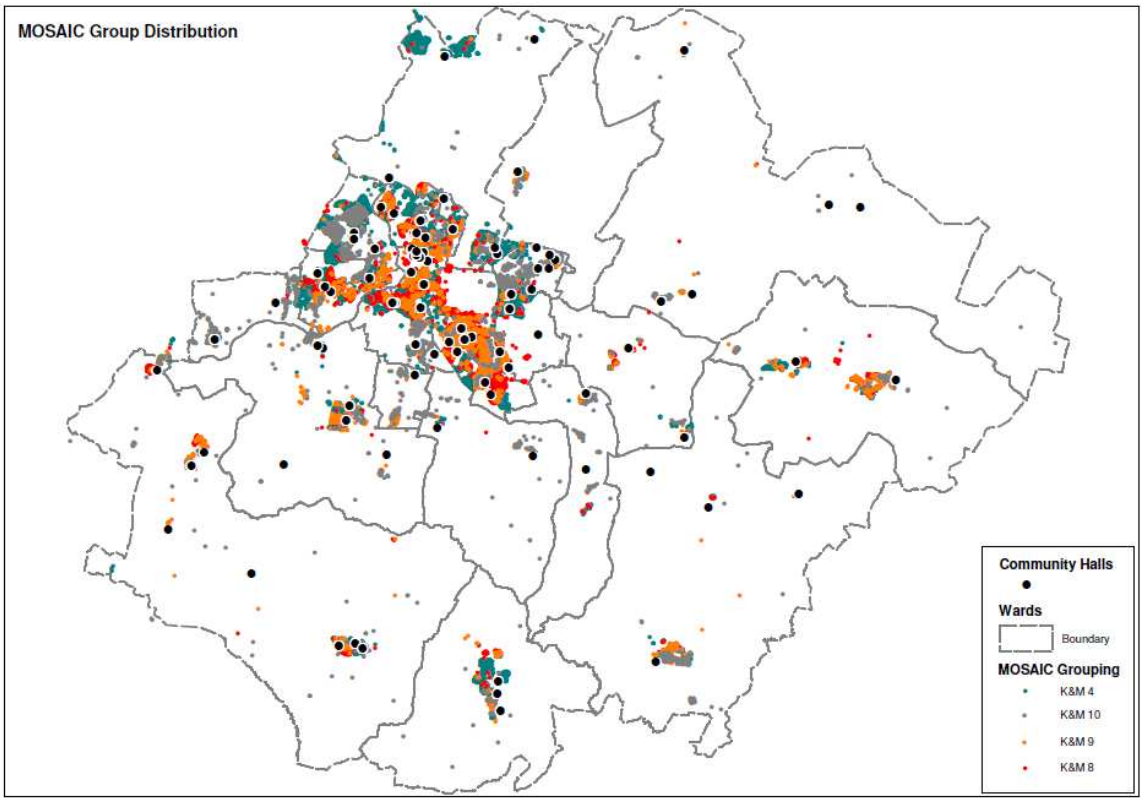 MOSAIC Group Distribution
Community Halls
Wards
Boundary
MOSAIC Grouping
K&M 4
K&M 10
K&M 9
K&M 8